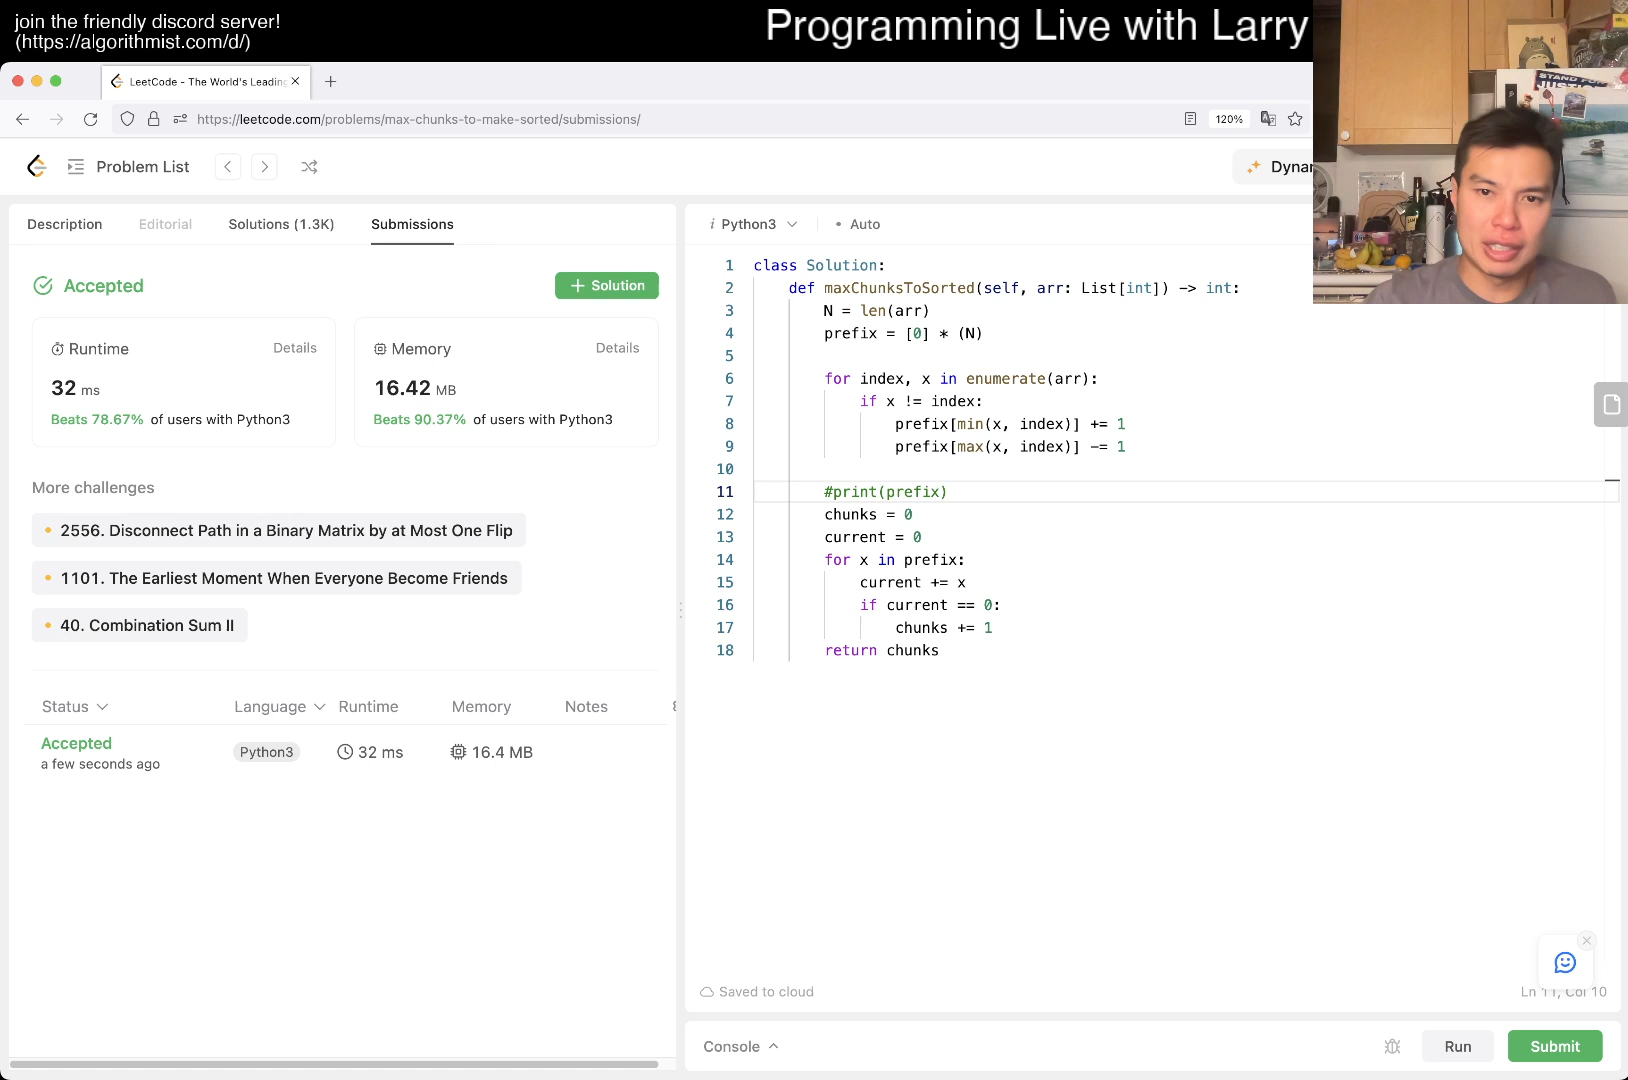 join the friendly discord server!
(https://algorithmist.com/d/)
Programming Live with Larry
LeetCode - The World's Leading
https://leetcode.com/problems/max-chunks-to-make-sorted/submissions/
120%
Problem List
Dynam
Description
Editorial
Solutions (1.3K)
Submissions
Accepted
+ Solution
Runtime
Details
32 ms
Beats 78.67% of users with Python3
Memory
Details
16.42 MB
Beats 90.37% of users with Python3
More challenges
2556. Disconnect Path in a Binary Matrix by at Most One Flip
1101. The Earliest Moment When Everyone Become Friends
40. Combination Sum II
Status
Language
Runtime
Memory
Notes
Accepted
Python3
32 ms
16.4 MB
a few seconds ago
i Python3
• Auto
1 class Solution:
2     def maxChunksToSorted(self, arr: List[int]) -> int:
3         N = len(arr)
4         prefix = [0] * (N)
5
6         for index, x in enumerate(arr):
7             if x != index:
8                 prefix[min(x, index)] += 1
9                 prefix[max(x, index)] -= 1
10
11         #print(prefix)
12         chunks = 0
13         current = 0
14         for x in prefix:
15             current += x
16             if current == 0:
17                 chunks += 1
18         return chunks
Saved to cloud
Ln 11, Col 10
Console
Run
Submit
STAND FOR
JUSTICE